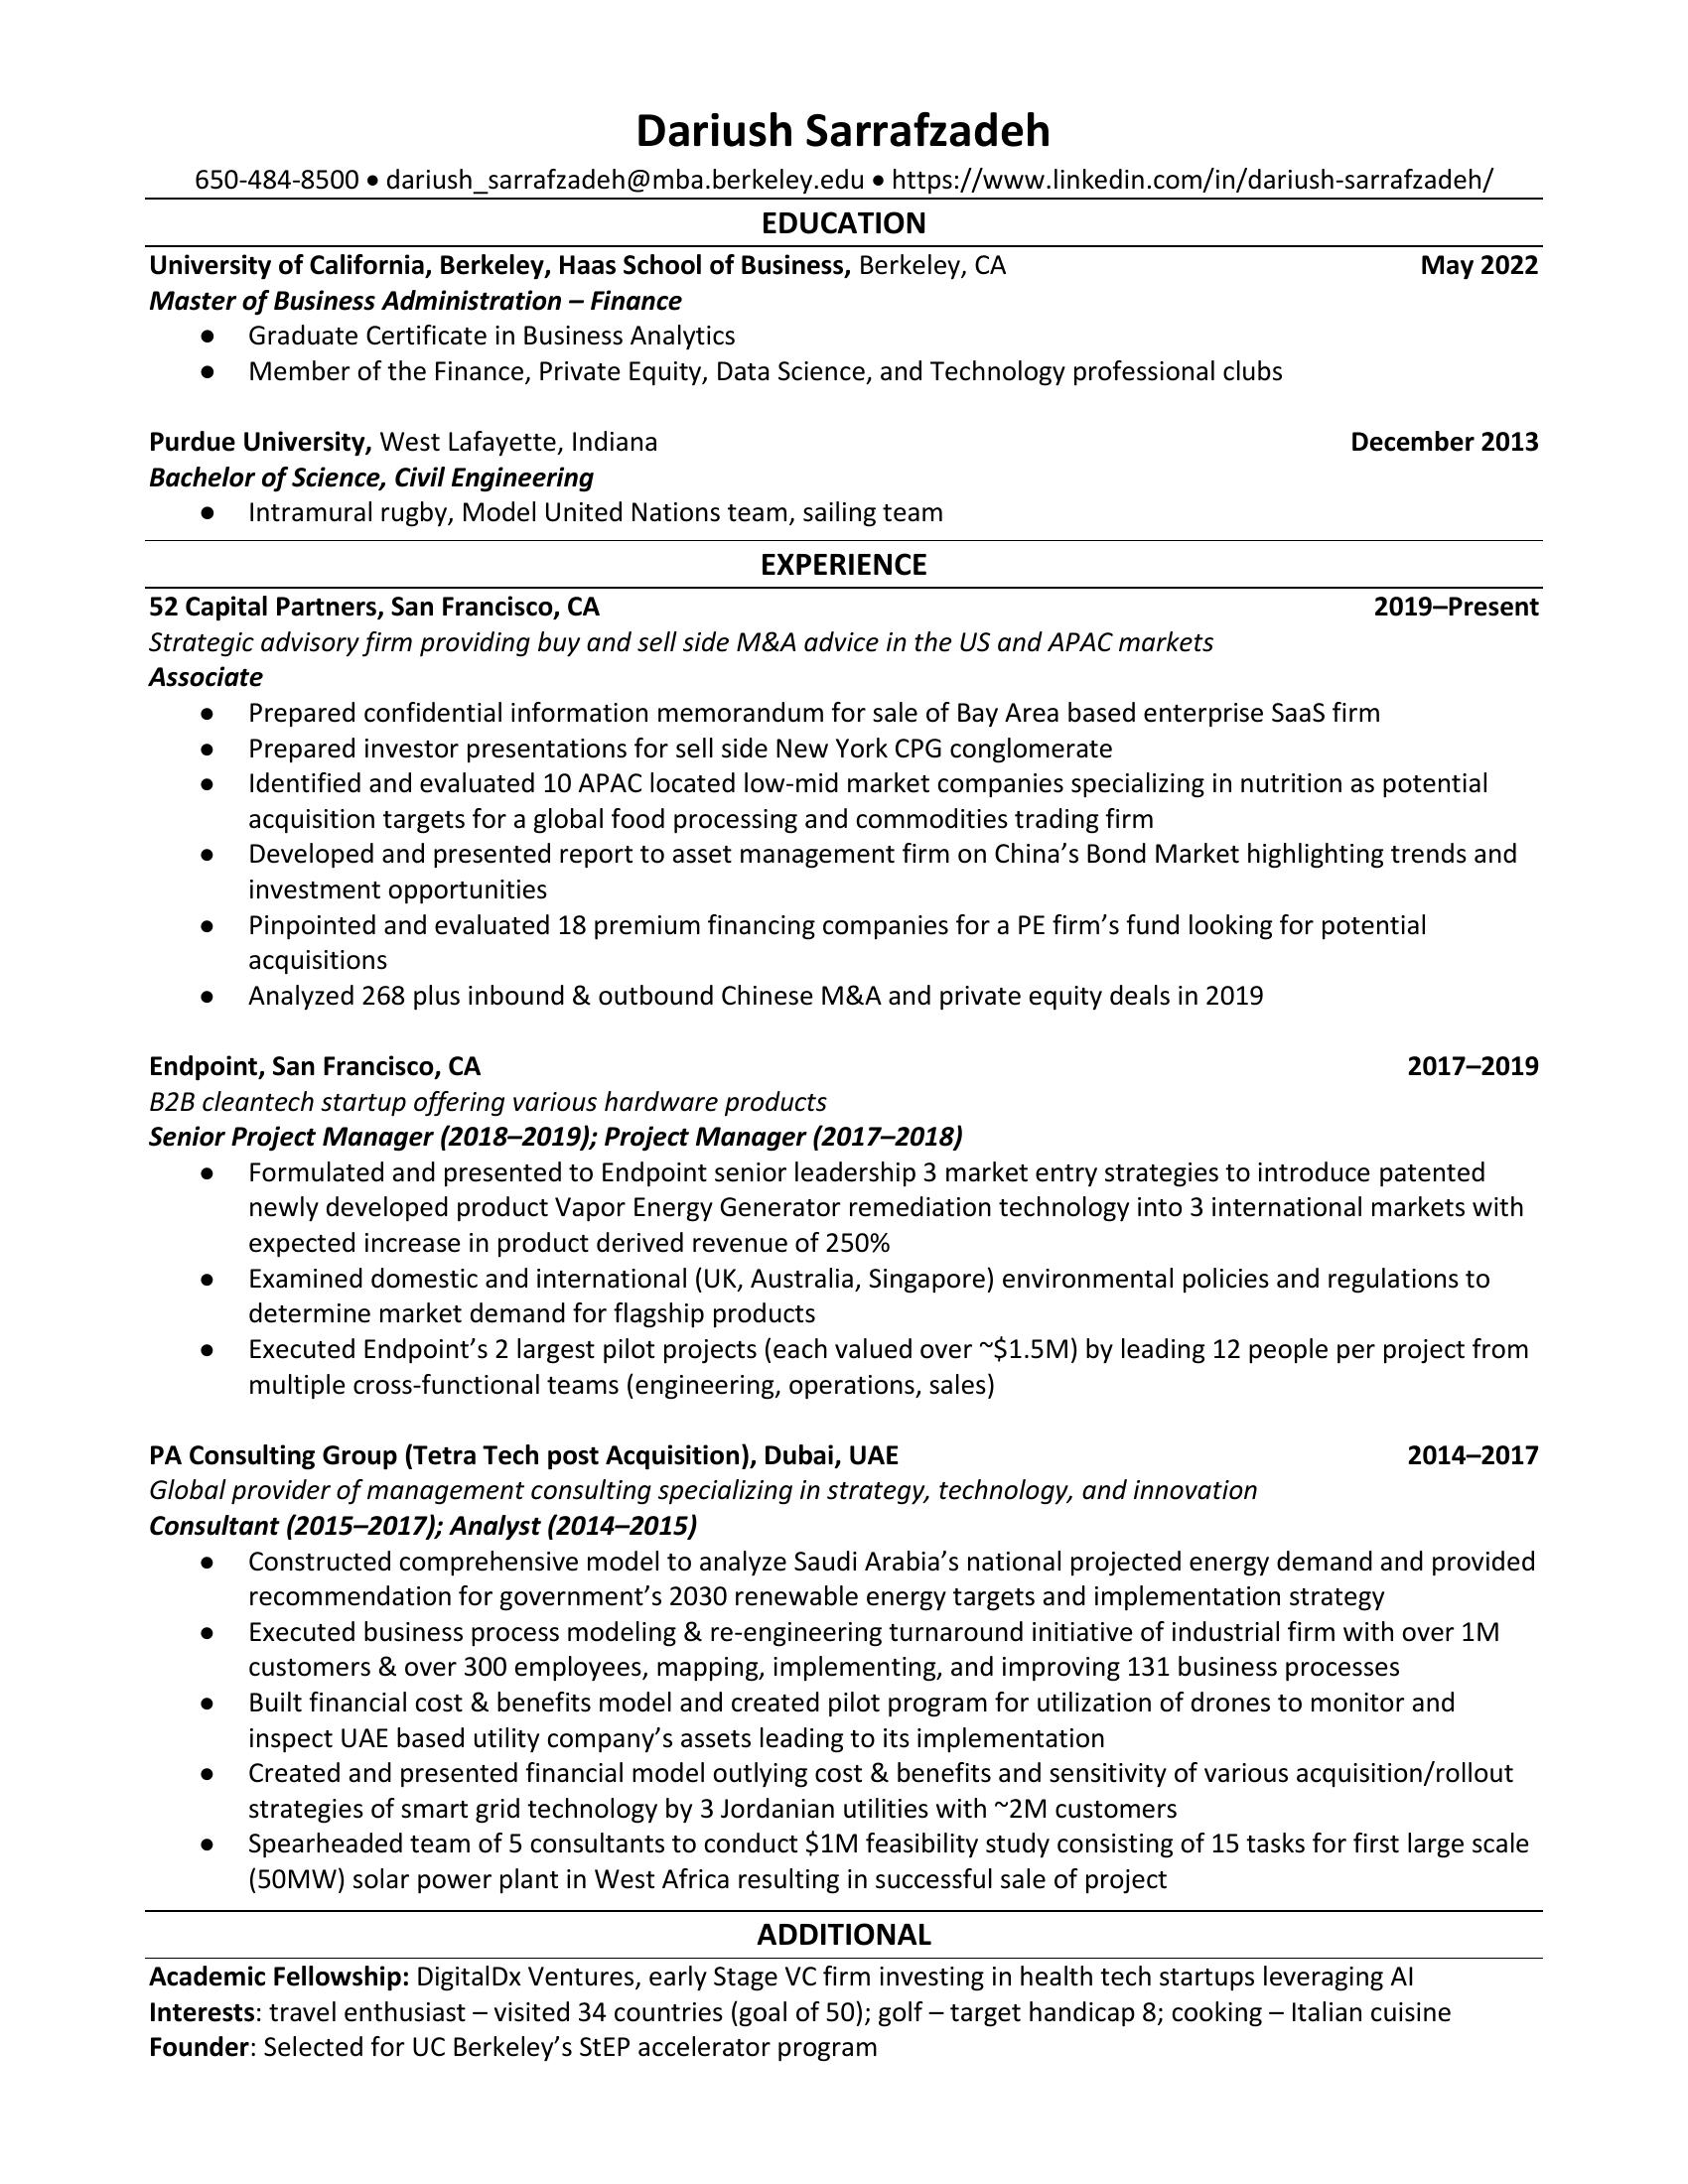 Dariush Sarrafzadeh
650-484-8500 • dariush_sarrafzadeh@mba.berkeley.edu • https://www.linkedin.com/in/dariush-sarrafzadeh/
EDUCATION
University of California, Berkeley, Haas School of Business, Berkeley, CA May 2022
Master of Business Administration – Finance
● Graduate Certificate in Business Analytics
● Member of the Finance, Private Equity, Data Science, and Technology professional clubs
Purdue University, West Lafayette, Indiana December 2013
Bachelor of Science, Civil Engineering
● Intramural rugby, Model United Nations team, sailing team
EXPERIENCE
52 Capital Partners, San Francisco, CA 2019–Present
Strategic advisory firm providing buy and sell side M&A advice in the US and APAC markets
Associate
● Prepared confidential information memorandum for sale of Bay Area based enterprise SaaS firm
● Prepared investor presentations for sell side New York CPG conglomerate
● Identified and evaluated 10 APAC located low-mid market companies specializing in nutrition as potential
acquisition targets for a global food processing and commodities trading firm
● Developed and presented report to asset management firm on China’s Bond Market highlighting trends and
investment opportunities
● Pinpointed and evaluated 18 premium financing companies for a PE firm’s fund looking for potential
acquisitions
● Analyzed 268 plus inbound & outbound Chinese M&A and private equity deals in 2019
Endpoint, San Francisco, CA 2017–2019
B2B cleantech startup offering various hardware products
Senior Project Manager (2018–2019); Project Manager (2017–2018)
● Formulated and presented to Endpoint senior leadership 3 market entry strategies to introduce patented
newly developed product Vapor Energy Generator remediation technology into 3 international markets with
expected increase in product derived revenue of 250%
● Examined domestic and international (UK, Australia, Singapore) environmental policies and regulations to
determine market demand for flagship products
● Executed Endpoint’s 2 largest pilot projects (each valued over ~$1.5M) by leading 12 people per project from
multiple cross-functional teams (engineering, operations, sales)
PA Consulting Group (Tetra Tech post Acquisition), Dubai, UAE 2014–2017
Global provider of management consulting specializing in strategy, technology, and innovation
Consultant (2015–2017); Analyst (2014–2015)
● Constructed comprehensive model to analyze Saudi Arabia’s national projected energy demand and provided
recommendation for government’s 2030 renewable energy targets and implementation strategy
● Executed business process modeling & re-engineering turnaround initiative of industrial firm with over 1M
customers & over 300 employees, mapping, implementing, and improving 131 business processes
● Built financial cost & benefits model and created pilot program for utilization of drones to monitor and
inspect UAE based utility company’s assets leading to its implementation
● Created and presented financial model outlying cost & benefits and sensitivity of various acquisition/rollout
strategies of smart grid technology by 3 Jordanian utilities with ~2M customers
● Spearheaded team of 5 consultants to conduct $1M feasibility study consisting of 15 tasks for first large scale
(50MW) solar power plant in West Africa resulting in successful sale of project
ADDITIONAL
Academic Fellowship: DigitalDx Ventures, early Stage VC firm investing in health tech startups leveraging AI
Interests: travel enthusiast – visited 34 countries (goal of 50); golf – target handicap 8; cooking – Italian cuisine
Founder: Selected for UC Berkeley’s StEP accelerator program